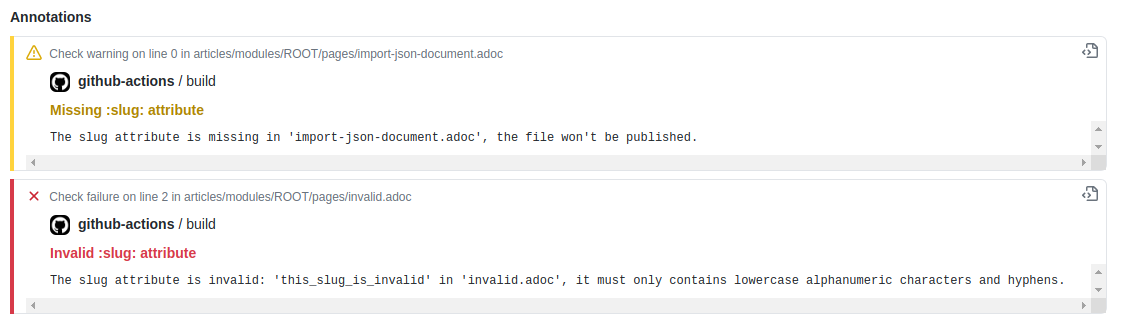 Annotations
Check warning on line 0 in articles/modules/ROOT/pages/import-json-document.adoc
github-actions / build
Missing :slug: attribute
The slug attribute is missing in 'import-json-document.adoc', the file won't be published.
Check failure on line 2 in articles/modules/ROOT/pages/invalid.adoc
github-actions / build
Invalid :slug: attribute
The slug attribute is invalid: 'this_slug_is_invalid' in 'invalid.adoc', it must only contains lowercase alphanumeric characters and hyphens.